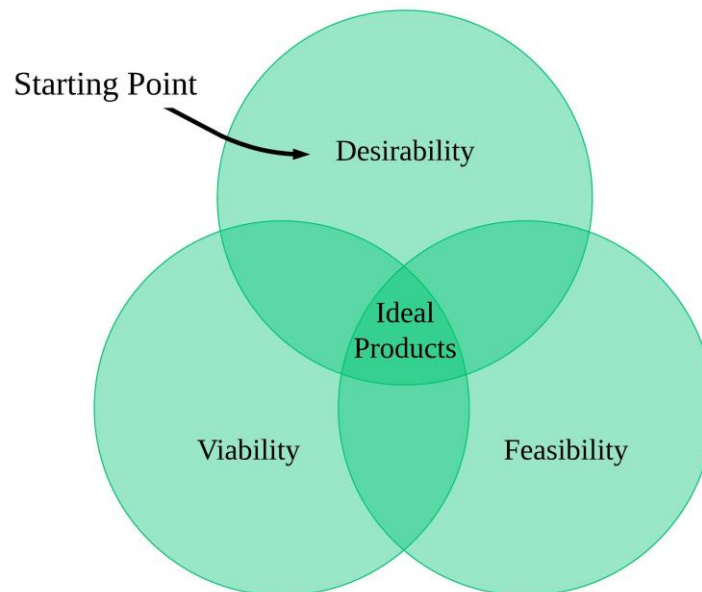 Starting Point
Desirability
Ideal
Products
Viability
Feasibility